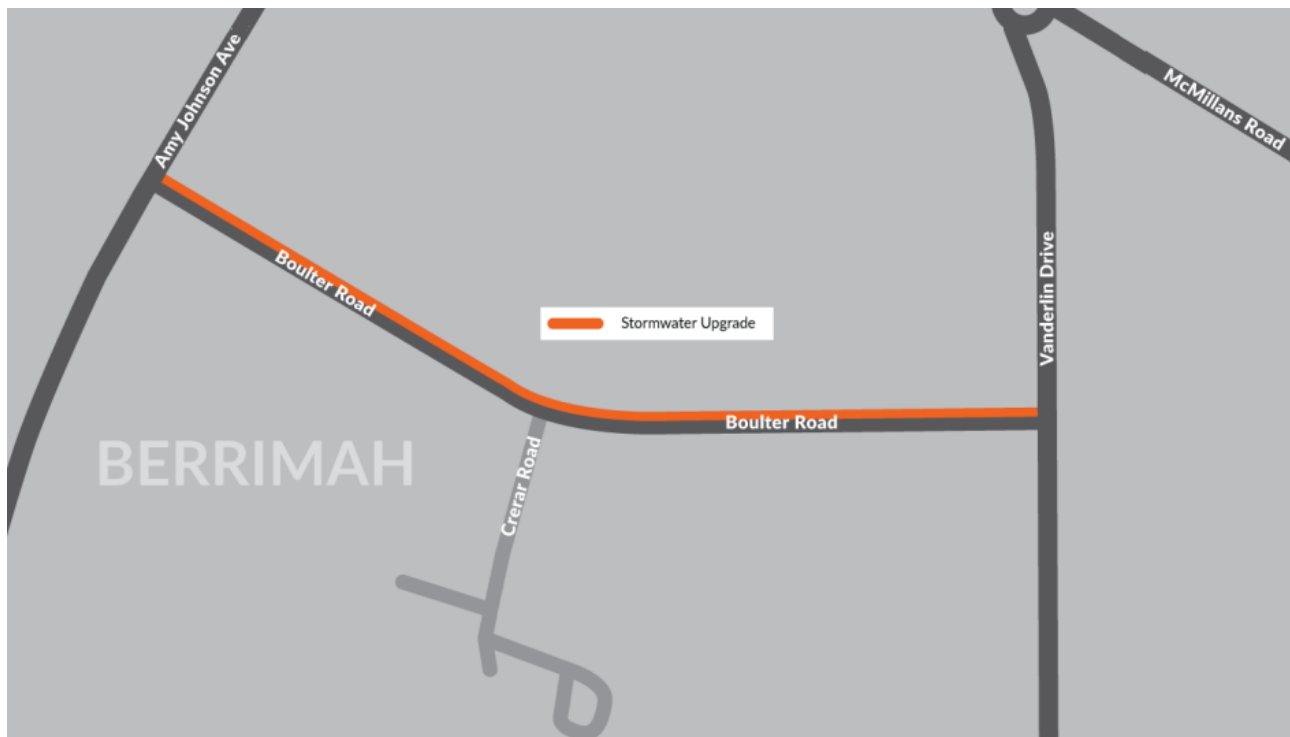 Amy Johnson Ave
McMillans Road
Boulter Road
Vanderlin Drive
Stormwater Upgrade
Boulter Road
BERRIMAH
Crerar Road